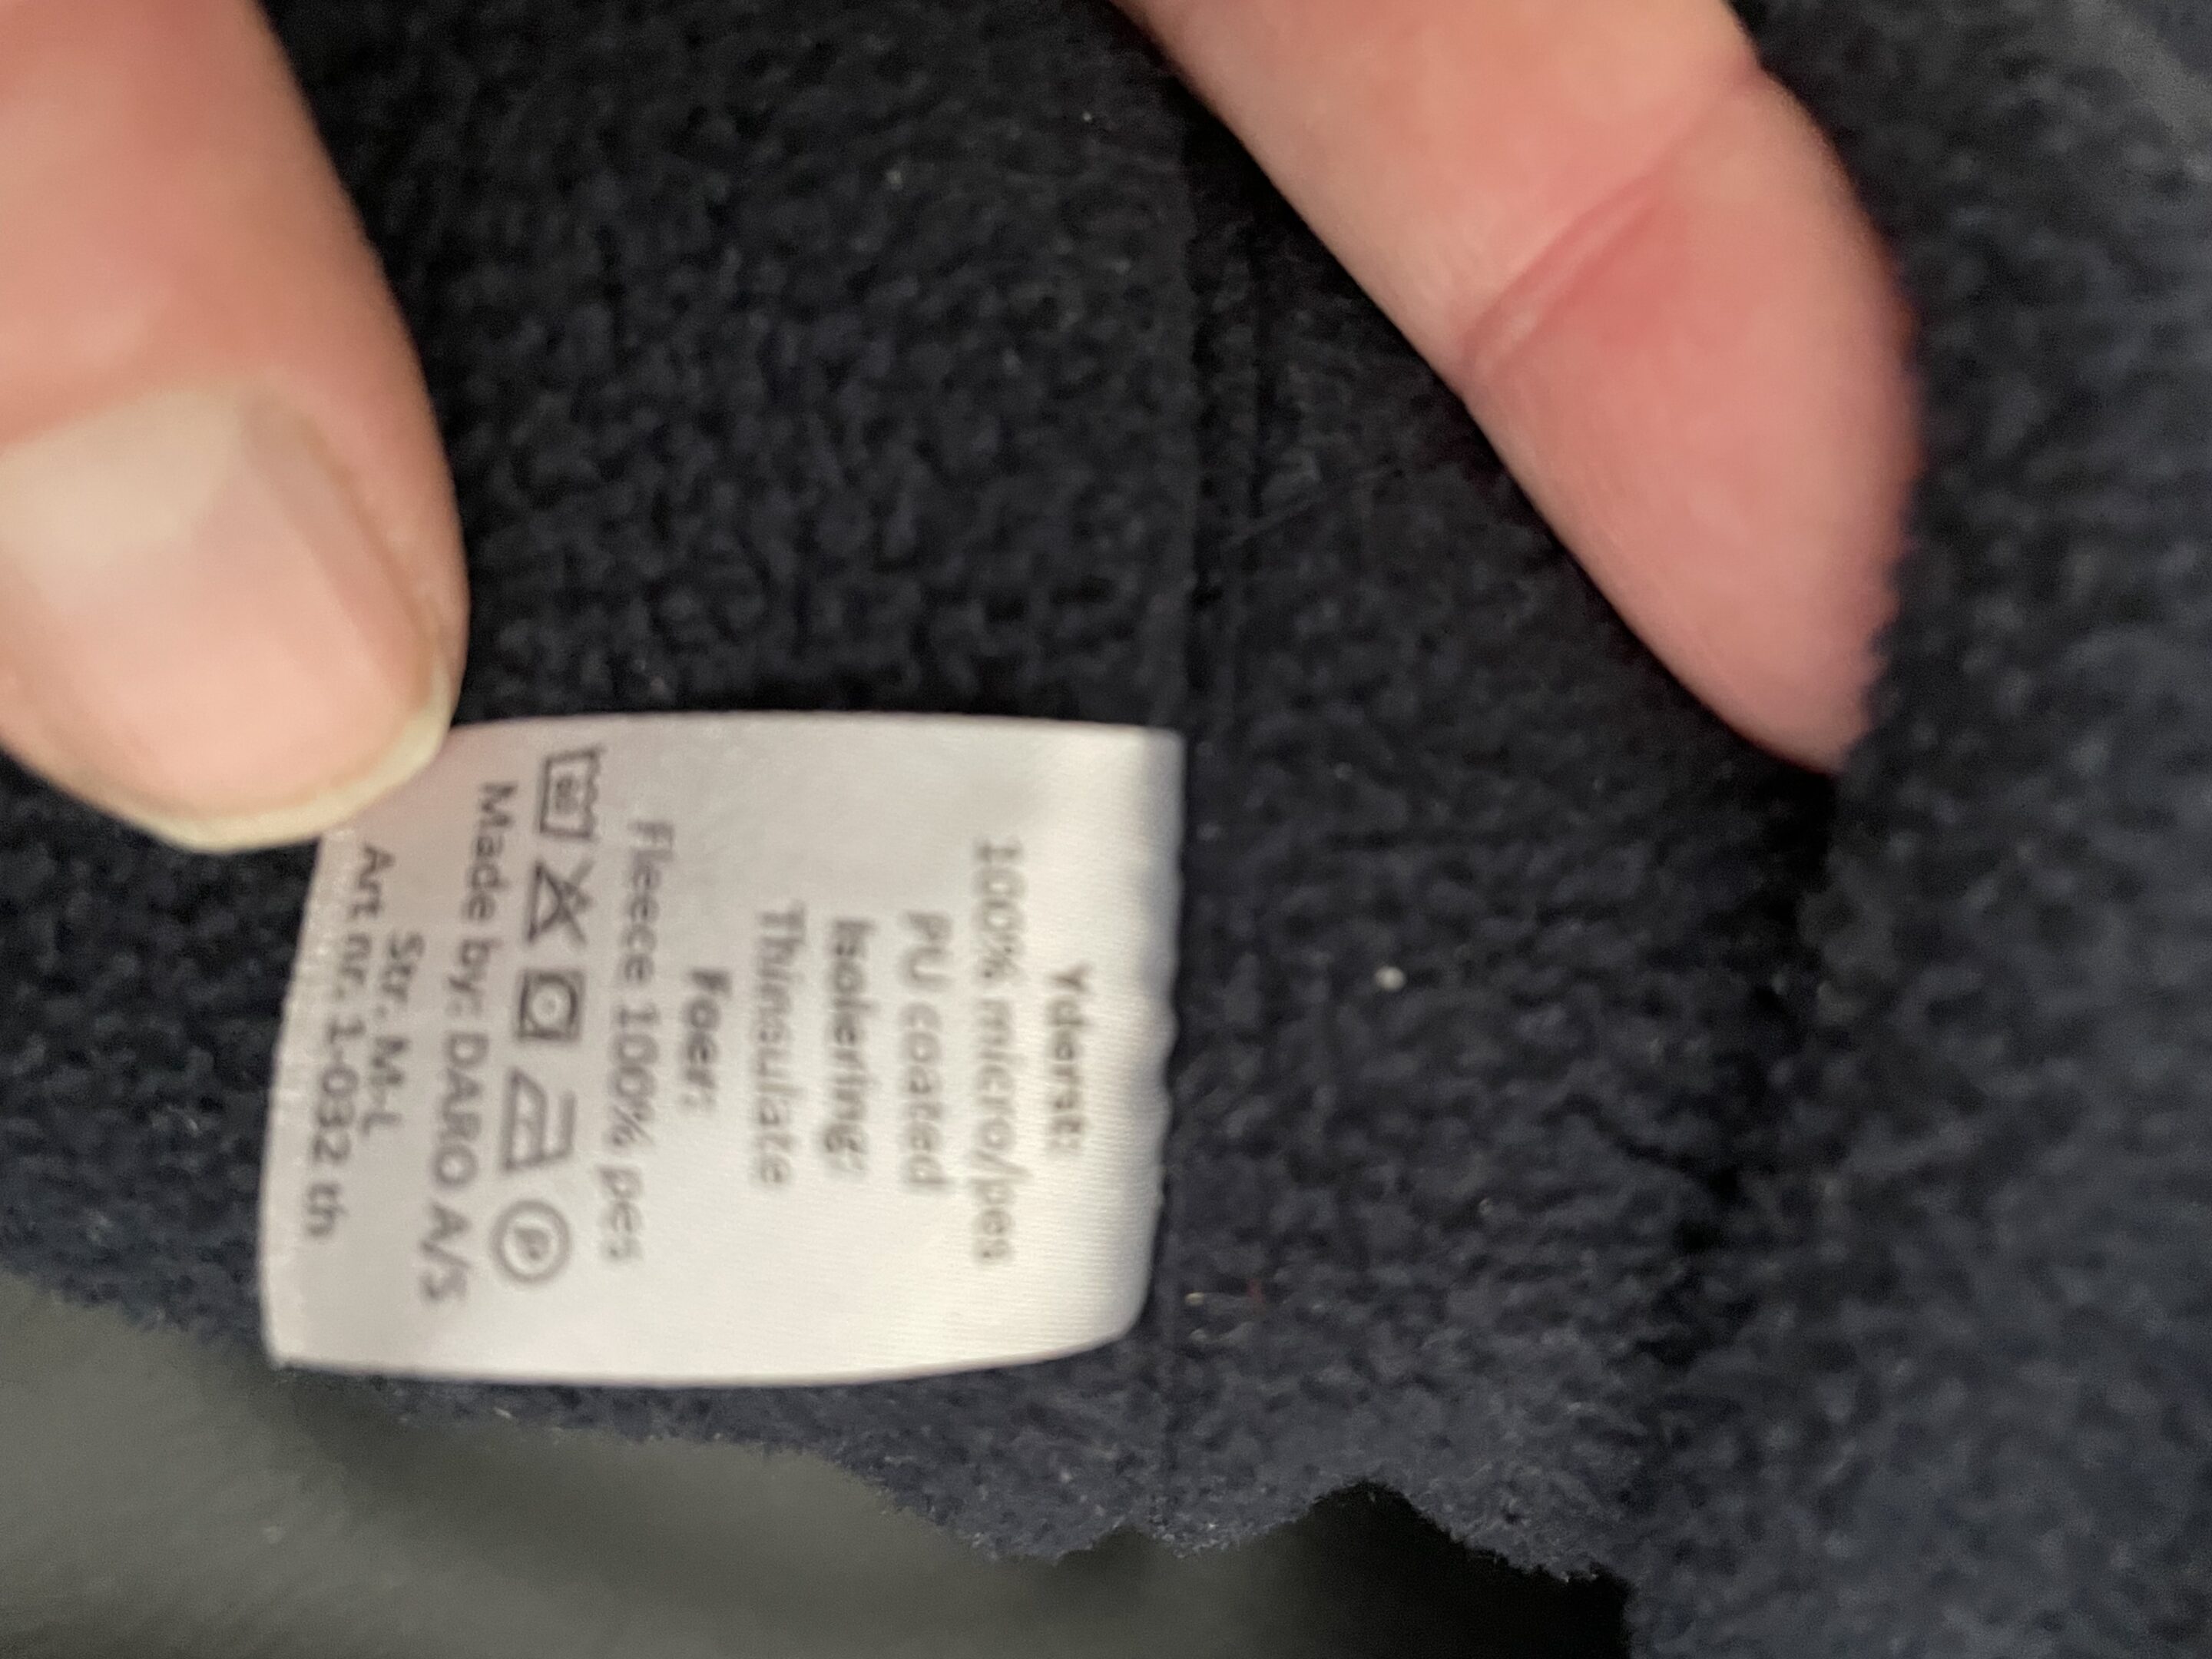 Yderst:
100% micro/pes
PU coated
Isolering:
Thinsulate
Foer:
Fleece 100% pes
P
Made by: DARO A/S
Str. M-L
Art nr. 1-032 th